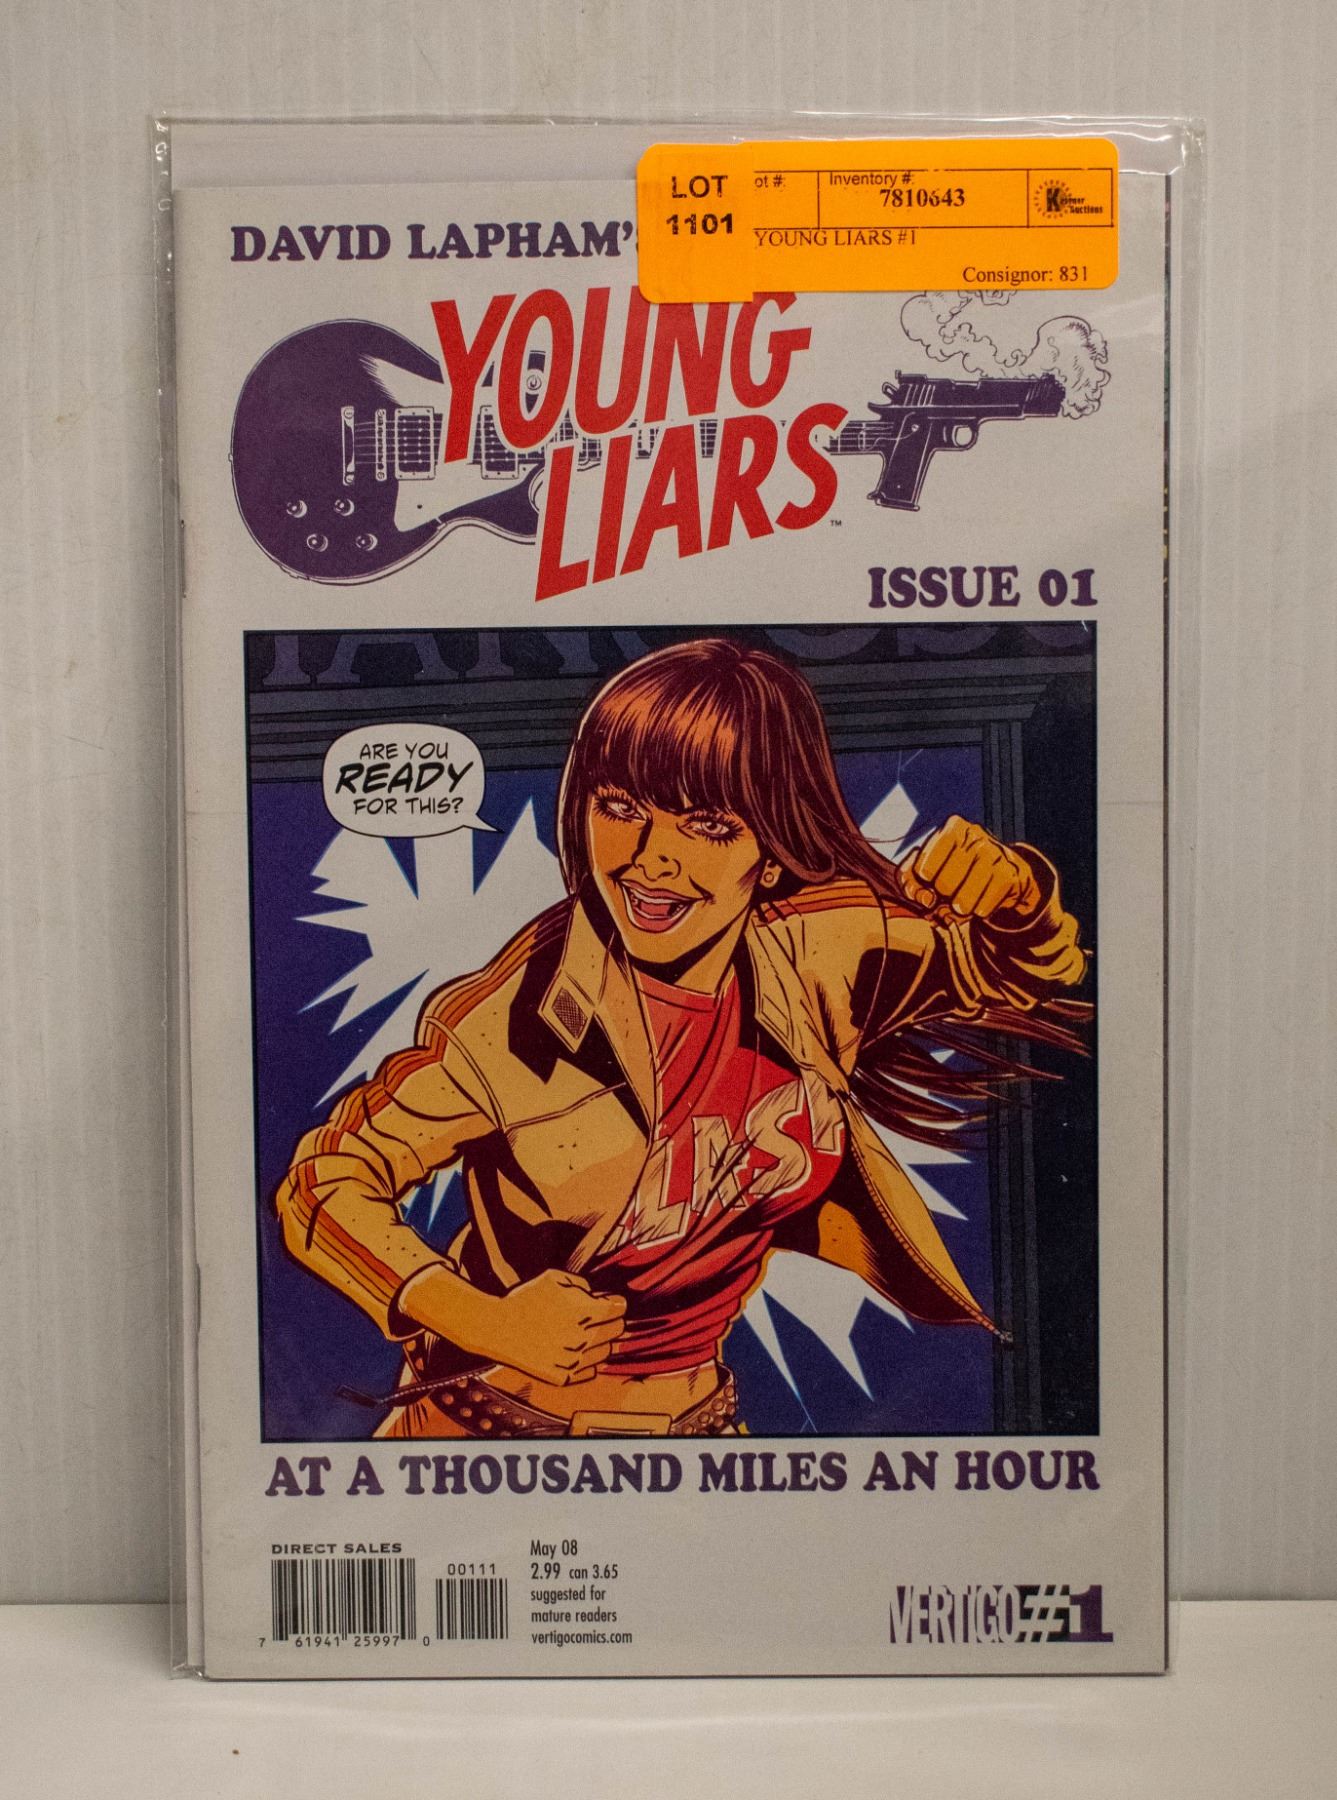 LOT
1101
ot #:
Inventory #:
7810643
Auctions
YOUNG LIARS #1
Consignor: 831
DAVID LAPHAM'S
YOUNG
LIARS™
ISSUE 01
ARE YOU
READY
FOR THIS?
AT A THOUSAND MILES AN HOUR
DIRECT SALES
00111
7 61941 25997 0
May 08
2.99 can 3.65
suggested for
mature readers
vertigocomics.com
VERTIGO #1